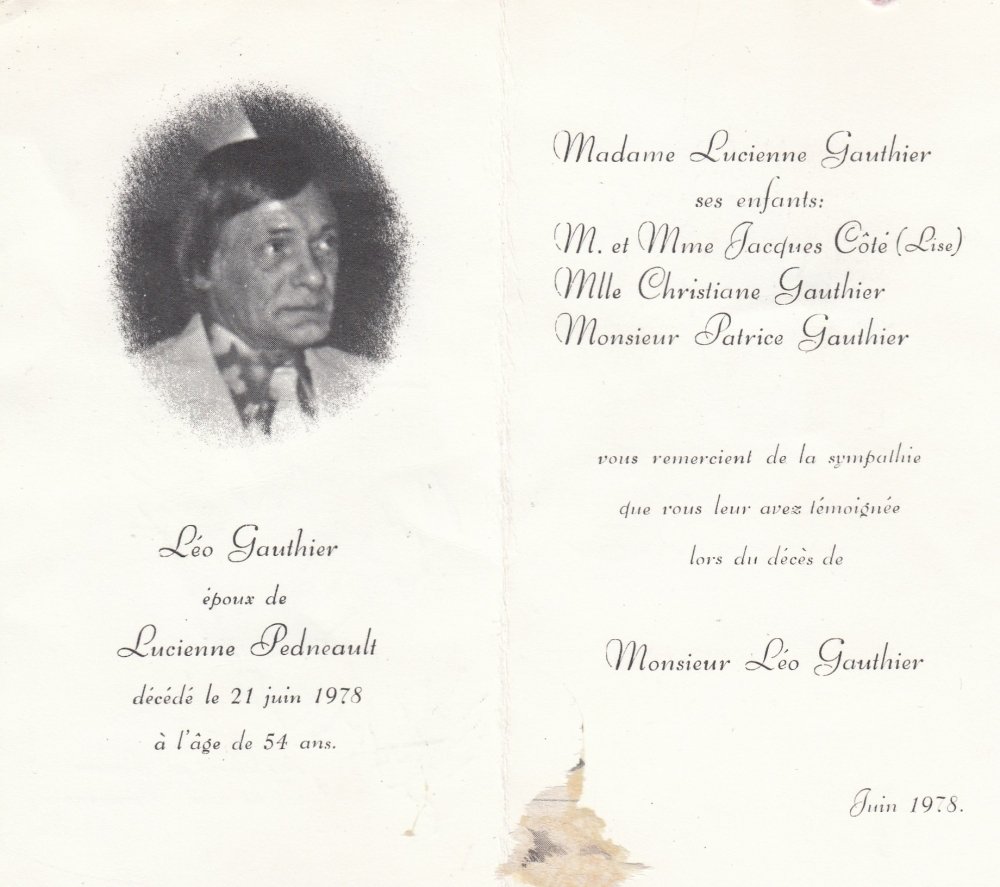 Léo Gauthier
époux de
Lucienne Pedneault
décédé le 21 juin 1978
à l'âge de 54 ans.
Madame Lucienne Gauthier
ses enfants:
M. et Mme Jacques Côté (Lise)
Mlle Christiane Gauthier
Monsieur Patrice Gauthier
vous remercient de la sympathie
que vous leur avez témoignée
lors du décès de
Monsieur Léo Gauthier
Juin 1978.